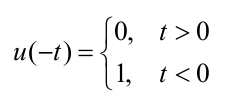 u(-t) = { 0, t > 0
1, t < 0